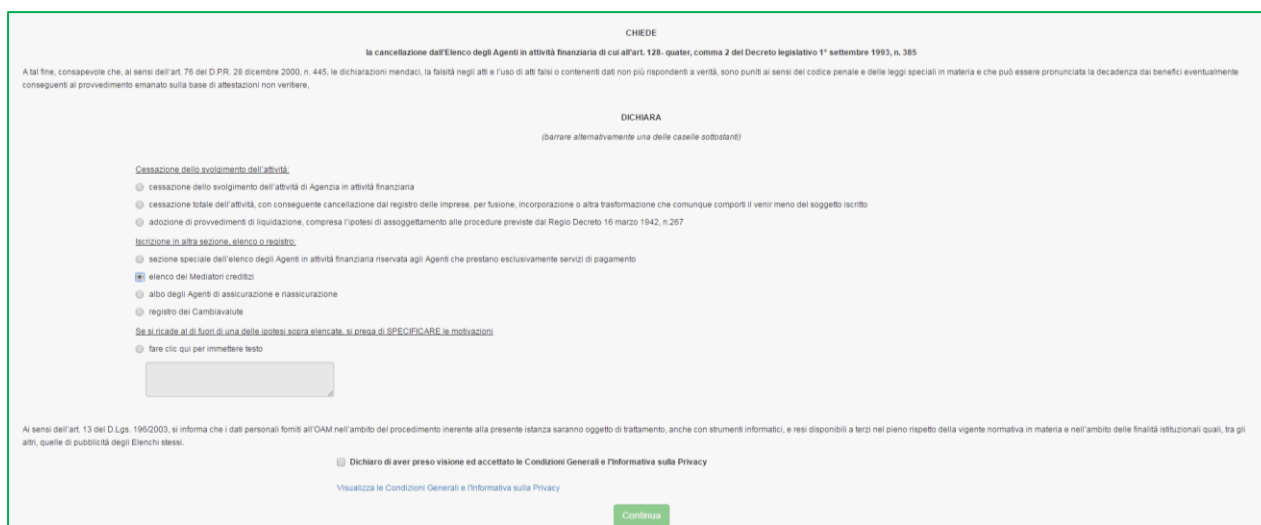 CHIEDE
la cancellazione dall'Elenco degli Agenti in attività finanziaria di cui all'art. 128- quater, comma 2 del Decreto legislativo 1° settembre 1993, n. 385
A tal fine, consapevole che, ai sensi dell'art. 76 del D.P.R. 28 dicembre 2000, n. 445, le dichiarazioni mendaci, la falsità negli atti e l'uso di atti falsi o contenenti dati non più rispondenti a verità, sono puniti ai sensi del codice penale e delle leggi speciali in materia e che può essere pronunciata la decadenza dai benefici eventualmente
conseguenti al provvedimento emanato sulla base di attestazioni non veritiere,
DICHIARA
(barrare alternativamente una delle caselle sottostanti)
Cessazione dello svolgimento dell'attività:
cessazione dello svolgimento dell'attività di Agenzia in attività finanziaria
cessazione totale dell'attività, con conseguente cancellazione dal registro delle imprese, per fusione, incorporazione o altra trasformazione che comunque comporti il venir meno del soggetto iscritto
adozione di provvedimenti di liquidazione, compresa l'ipotesi di assoggettamento alle procedure previste dal Regio Decreto 16 marzo 1942, n.267
Iscrizione in altra sezione, elenco o registro:
sezione speciale dell'elenco degli Agenti in attività finanziaria riservata agli Agenti che prestano esclusivamente servizi di pagamento
elenco dei Mediatori creditizi
albo degli Agenti di assicurazione e riassicurazione
registro dei Cambiavalute
Se si ricade al di fuori di una delle ipotesi sopra elencate, si prega di SPECIFICARE le motivazioni
fare clic qui per immettere testo
Ai sensi dell'art. 13 del D.Lgs. 196/2003, si informa che i dati personali forniti all'OAM nell'ambito del procedimento inerente alla presente istanza saranno oggetto di trattamento, anche con strumenti informatici, e resi disponibili a terzi nel pieno rispetto della vigente normativa in materia e nell'ambito delle finalità istituzionali quali, tra gli
altri, quelle di pubblicità degli Elenchi stessi.
Dichiaro di aver preso visione ed accettato le Condizioni Generali e l'Informativa sulla Privacy
Visualizza le Condizioni Generali e l'Informativa sulla Privacy
Continua